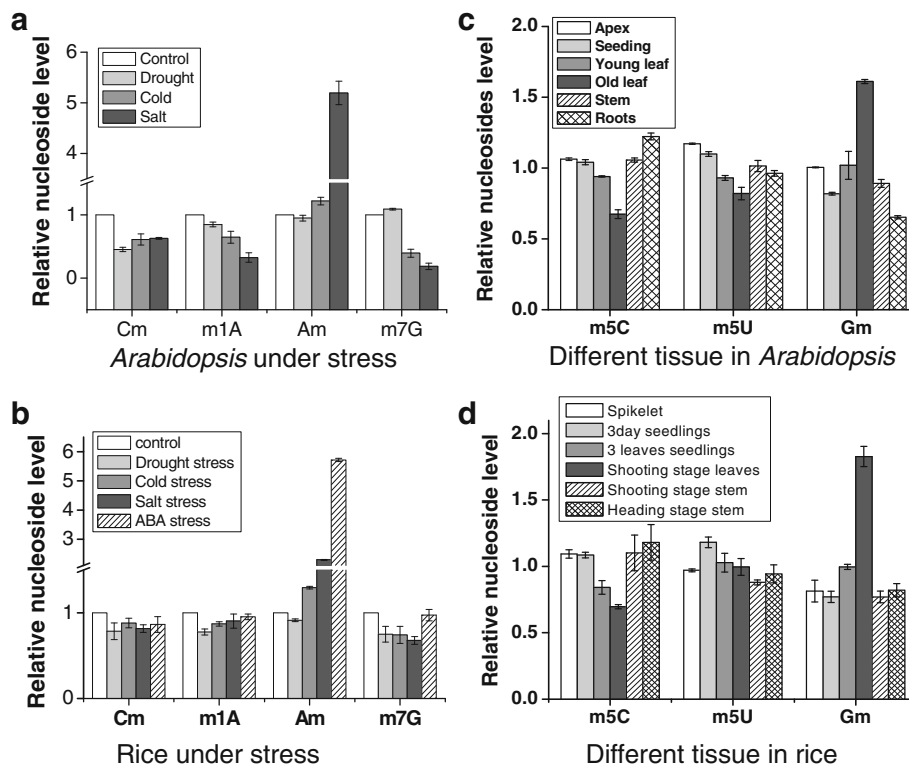 a
Relative nucleoside level
6
5
1
0
Control
Drought
Cold
Salt
Cm m1A Am m7G
Arabidopsis under stress
c
Relative nucleosides level
2.0
1.5
1.0
0.5
0.0
Apex
Seeding
Young leaf
Old leaf
Stem
Roots
m5C m5U Gm
Different tissue in Arabidopsis
b
Relative nucleoside level
6
5
3
1
0
control
Drought stress
Cold stress
Salt stress
ABA stress
Cm m1A Am m7G
Rice under stress
d
Relative nucleoside level
2.0
1.5
1.0
0.5
0.0
Spikelet
3day seedlings
3 leaves seedlings
Shooting stage leaves
Shooting stage stem
Heading stage stem
m5C m5U Gm
Different tissue in rice